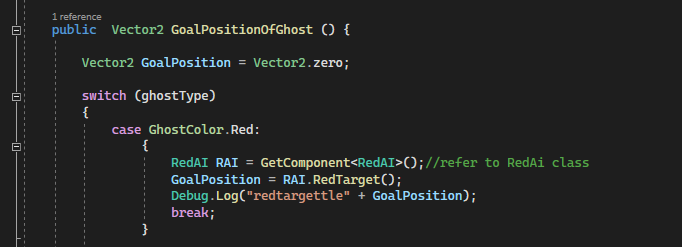 1 reference
public  Vector2 GoalPositionOfGhost () {
Vector2 GoalPosition = Vector2.zero;
switch (ghostType)
{
case GhostColor.Red:
{
RedAI RAI = GetComponent<RedAI>();//refer to RedAi class
GoalPosition = RAI.RedTarget();
Debug.Log("redtargettle" + GoalPosition);
break;
}